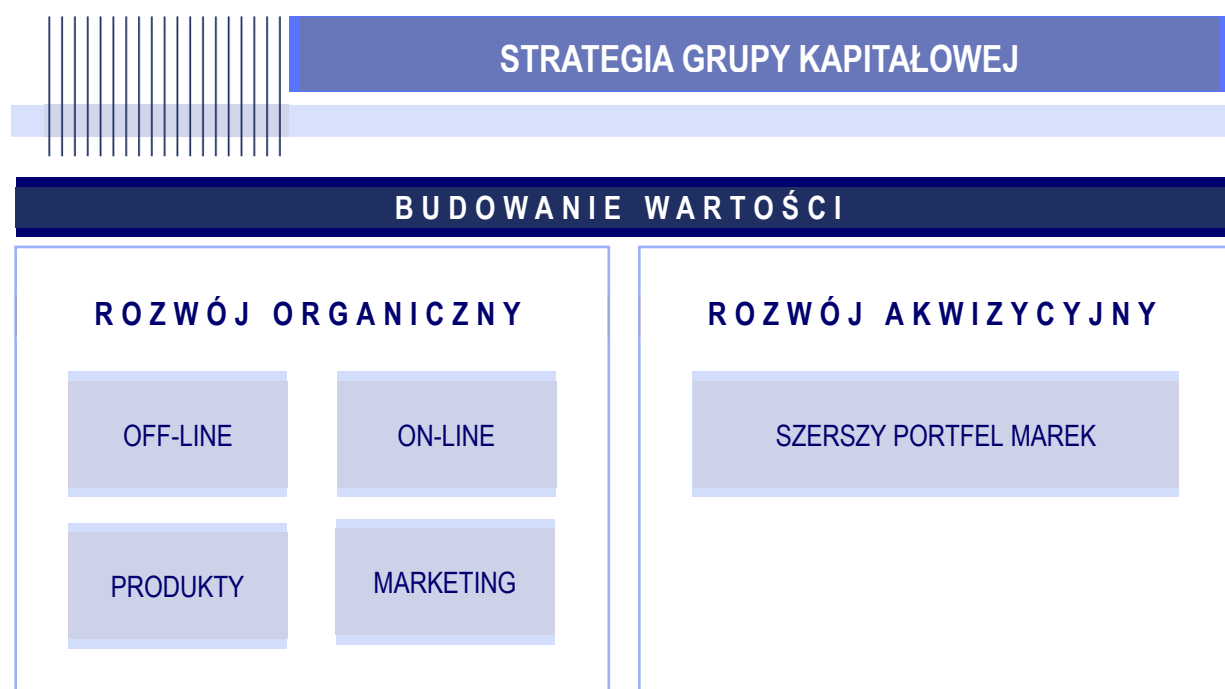 STRATEGIA GRUPY KAPITAŁOWEJ
BUDOWANIE WARTOŚCI
ROZWÓJ ORGANICZNY
OFF-LINE
ON-LINE
PRODUKTY
MARKETING
ROZWÓJ AKWIZYCYJNY
SZERSZY PORTFEL MAREK